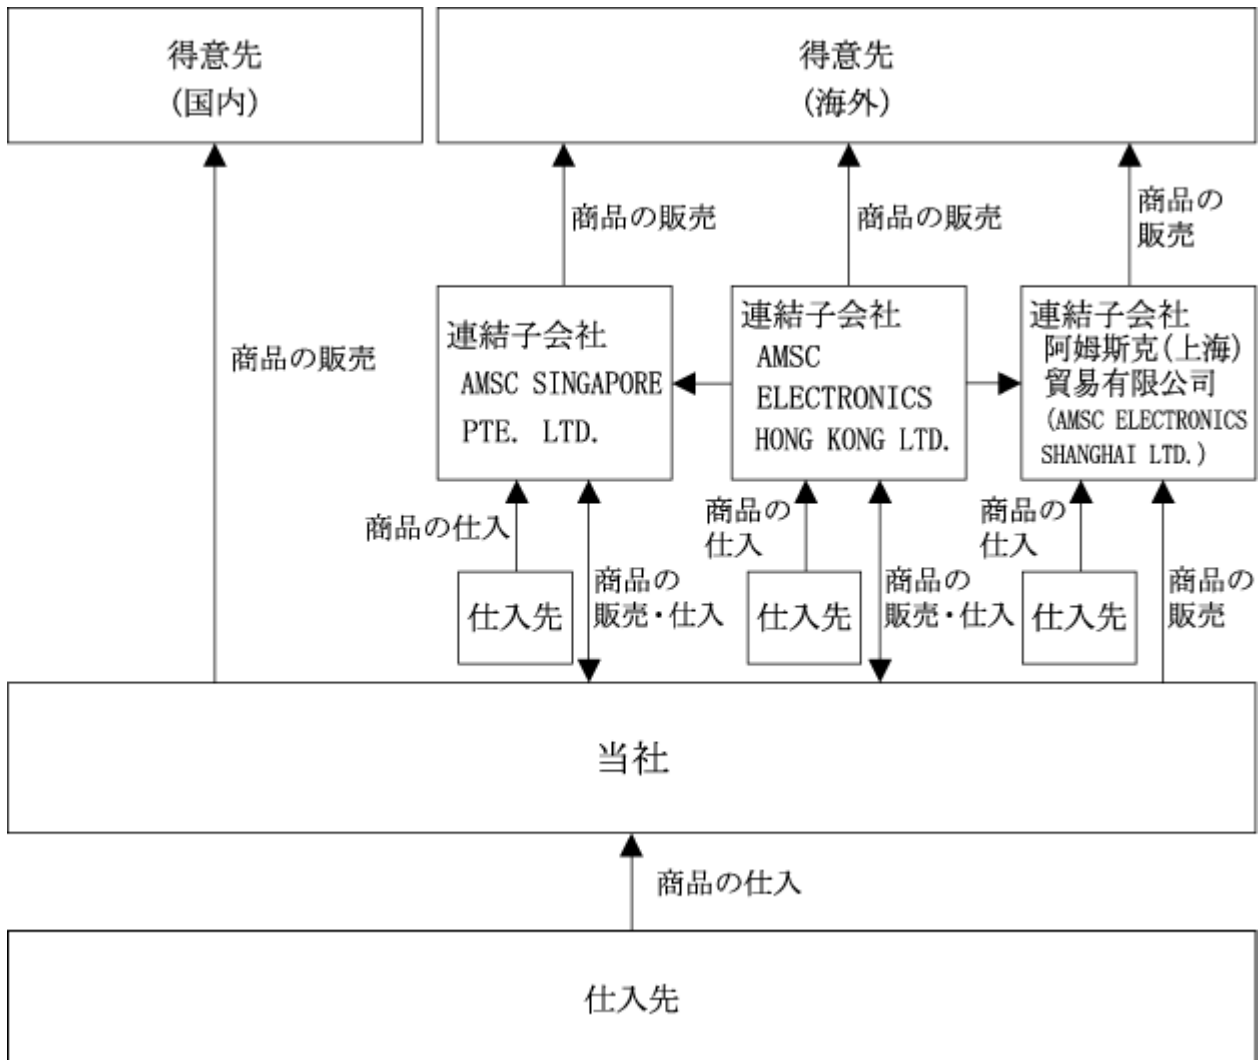 得意先
(国内)
得意先
(海外)
商品の販売
商品の販売
商品の
販売
商品の販売
連結子会社
AMSC SINGAPORE
PTE. LTD.
連結子会社
AMSC
ELECTRONICS
HONG KONG LTD.
連結子会社
阿姆斯克(上海)
貿易有限公司
(AMSC ELECTRONICS
SHANGHAI LTD.)
商品の仕入
商品の
仕入
商品の
仕入
仕入先
商品の
販売・仕入
仕入先
商品の
販売・仕入
仕入先
商品の
販売
当社
商品の仕入
仕入先